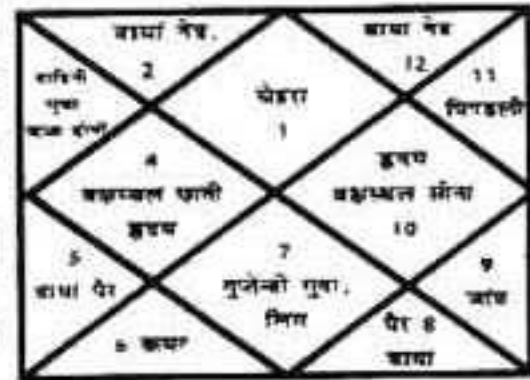 बायां नेत्र.
2
बाया नेत्र
12
11
पिण्डली
चेहरा
1
4
वक्षस्थल छाती
हृदय
हृदय
वक्षस्थल सीना
10
5
बायां पैर
7
गुप्तेन्द्री गुदा.
लिंग
9
जांघ
6 कमर
पैर 8
बाया